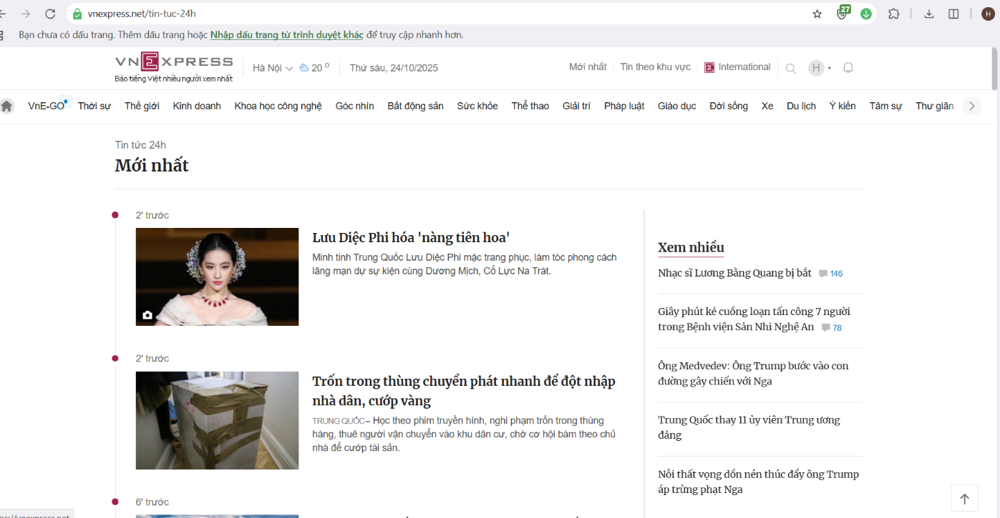 vnexpress.net/tin-tuc-24h
27
H
Bạn chưa có dấu trang. Thêm dấu trang hoặc Nhập dấu trang từ trình duyệt khác để truy cập nhanh hơn.
VNEXPRESS
Báo tiếng Việt nhiều người xem nhất
Hà Nội 20 ⁰ Thứ sáu, 24/10/2025
Mới nhất Tin theo khu vực E International H
VnE-GO Thời sự Thế giới Kinh doanh Khoa học công nghệ Góc nhìn Bất động sản Sức khỏe Thể thao Giải trí Pháp luật Giáo dục Đời sống Xe Du lịch Ý kiến Tâm sự Thư giãn
Tin tức 24h
Mới nhất
2' trước
Lưu Diệc Phi hóa 'nàng tiên hoa'
Minh tinh Trung Quốc Lưu Diệc Phi mặc trang phục, làm tóc phong cách
lãng mạn dự sự kiện cùng Dương Mịch, Cổ Lực Na Trát.
2' trước
Trốn trong thùng chuyển phát nhanh để đột nhập
nhà dân, cướp vàng
TRUNG QUỐC– Học theo phim truyền hình, nghi phạm trốn trong thùng
hàng, thuê người vận chuyển vào khu dân cư, chờ cơ hội bám theo chủ
nhà để cướp tài sản.
6' trước
Xem nhiều
Nhạc sĩ Lương Bằng Quang bị bắt 146
Giây phút kẻ cuồng loạn tấn công 7 người
trong Bệnh viện Sản Nhi Nghệ An 78
Ông Medvedev: Ông Trump bước vào con
đường gây chiến với Nga
Trung Quốc thay 11 ủy viên Trung ương
đảng
Nỗi thất vọng dồn nén thúc đẩy ông Trump
áp trừng phạt Nga